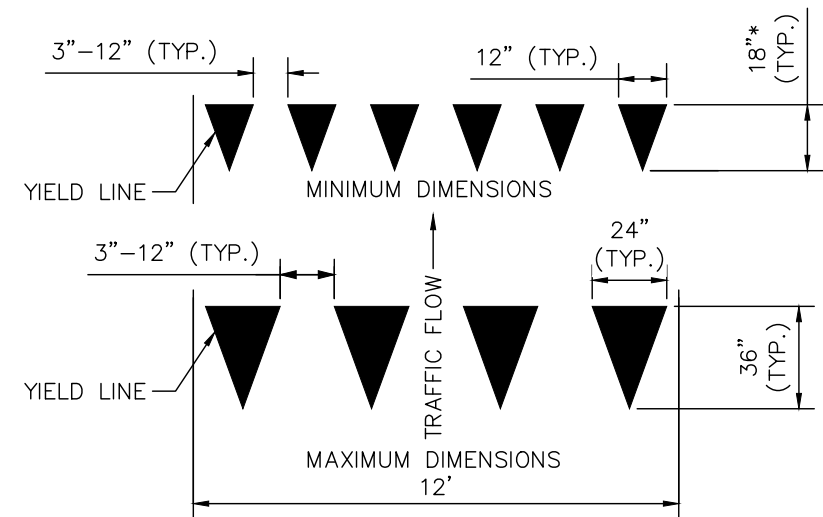 3"-12" (TYP.)
12" (TYP.)
18"*
(TYP.)
YIELD LINE
MINIMUM DIMENSIONS
3"-12" (TYP.)
24"
(TYP.)
TRAFFIC FLOW
36"
(TYP.)
YIELD LINE
MAXIMUM DIMENSIONS
12'